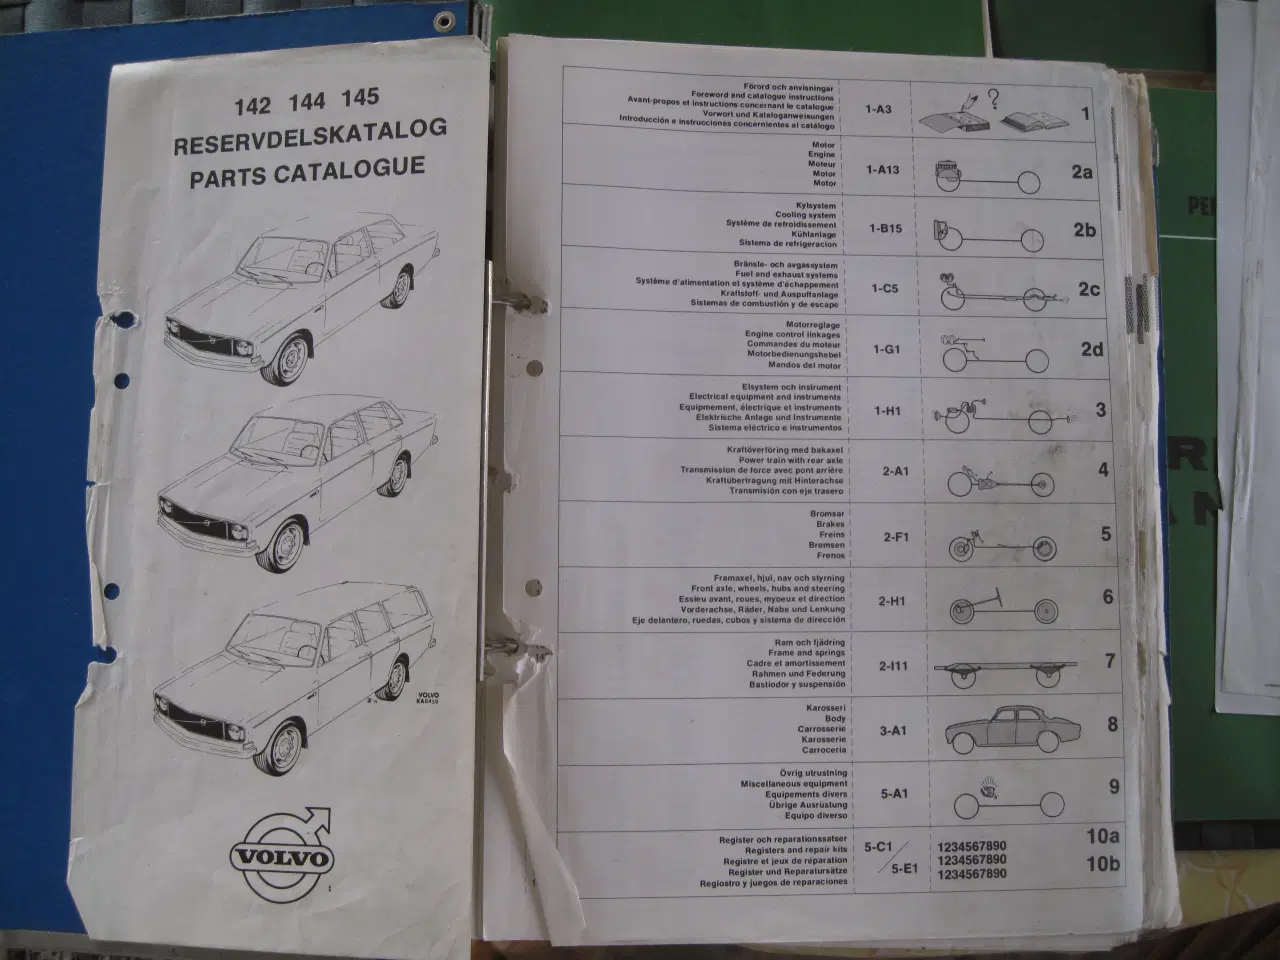 142 144 145
RESERVDELSKATALOG
PARTS CATALOGUE
VOLVO
VOLVO
Förord och anvisningar
Foreword and catalogue instructions
Avant-propos et instructions concernant le catalogue
Vorwort und Kataloganweisungen
Introducción e instrucciones concernientes al catálogo
1-A3
?
1
Motor
Engine
Moteur
Motor
Motor
1-A13
2a
Kylsystem
Cooling system
Système de refroidissement
Kühlanlage
Sistema de refrigeracion
1-B15
2b
Bränsle- och avgassystem
Fuel and exhaust systems
Système d'alimentation et système d'échappement
Kraftstoff- und Auspuffanlage
Sistemas de combustión y de escape
1-C5
2c
Motorreglage
Engine control linkages
Commandes du moteur
Motorbedienungshebel
Mandos del motor
1-G1
2d
Elsystem och instrument
Electrical equipment and instruments
Equipmement, électrique et instruments
Elektrische Anlage und Instrumente
Sistema eléctrico e instrumentos
1-H1
3
Kraftöverföring med bakaxel
Power train with rear axle
Transmission de force avec pont arrière
Kraftübertragung mit Hinterachse
Transmisión con eje trasero
2-A1
4
Bromsar
Brakes
Freins
Bremsen
Frenos
2-F1
5
Framaxel, hjul, nav och styrning
Front axle, wheels, hubs and steering
Essieu avant, roues, myoeux et direction
Vorderachse, Räder, Nabe und Lenkung
Eje delantero, ruedas, cubos y sistema de dirección
2-H1
6
Ram och fjädring
Frame and springs
Cadre et amortissement
Rahmen und Federung
Bastiodor y suspensión
2-I11
7
Karosseri
Body
Carrosserie
Karosserie
Carrocería
3-A1
8
Övrig utrustning
Miscellaneous equipment
Equipements divers
Übrige Ausrüstung
Equipo diverso
5-A1
9
Register och reparationssatser
Registers and repair kits
Registre et jeux de réparation
Register und Reparatursätze
Registro y juegos de reparaciones
5-C1
5-E1
1234567890
1234567890
1234567890
10a
10b